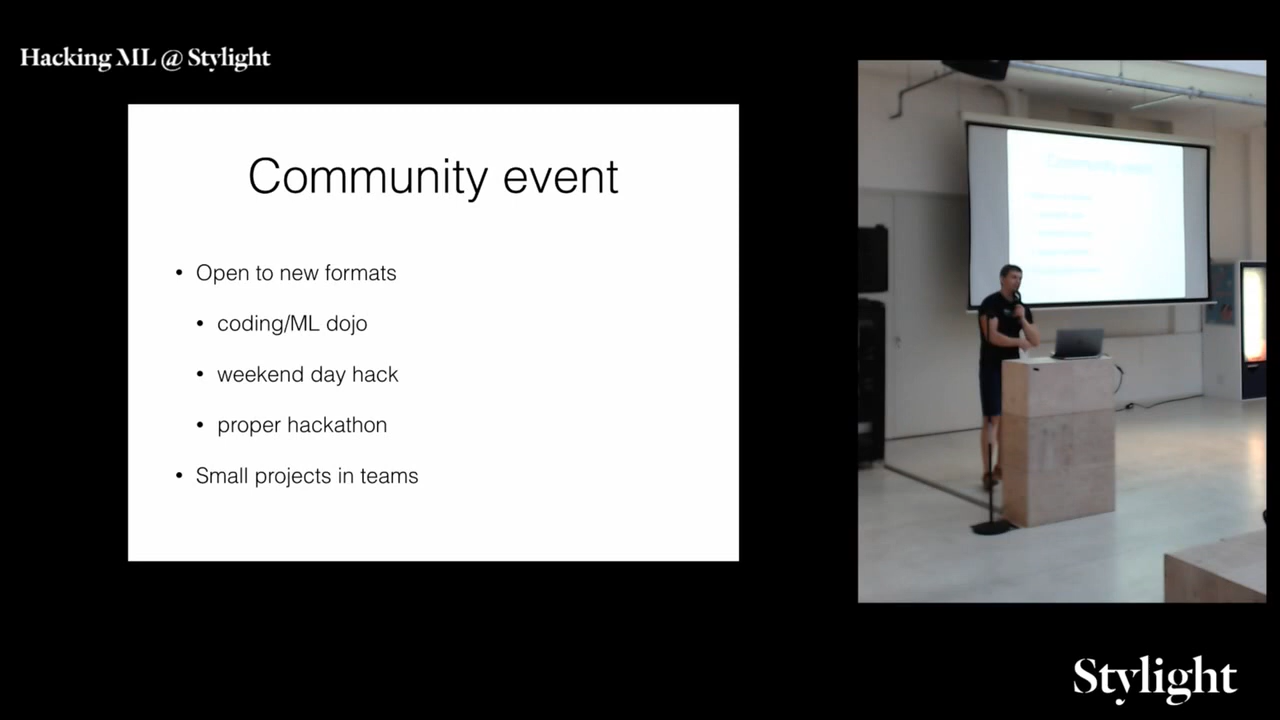 Hacking ML @ Stylight
Community event
• Open to new formats
• coding/ML dojo
• weekend day hack
• proper hackathon
• Small projects in teams
Stylight